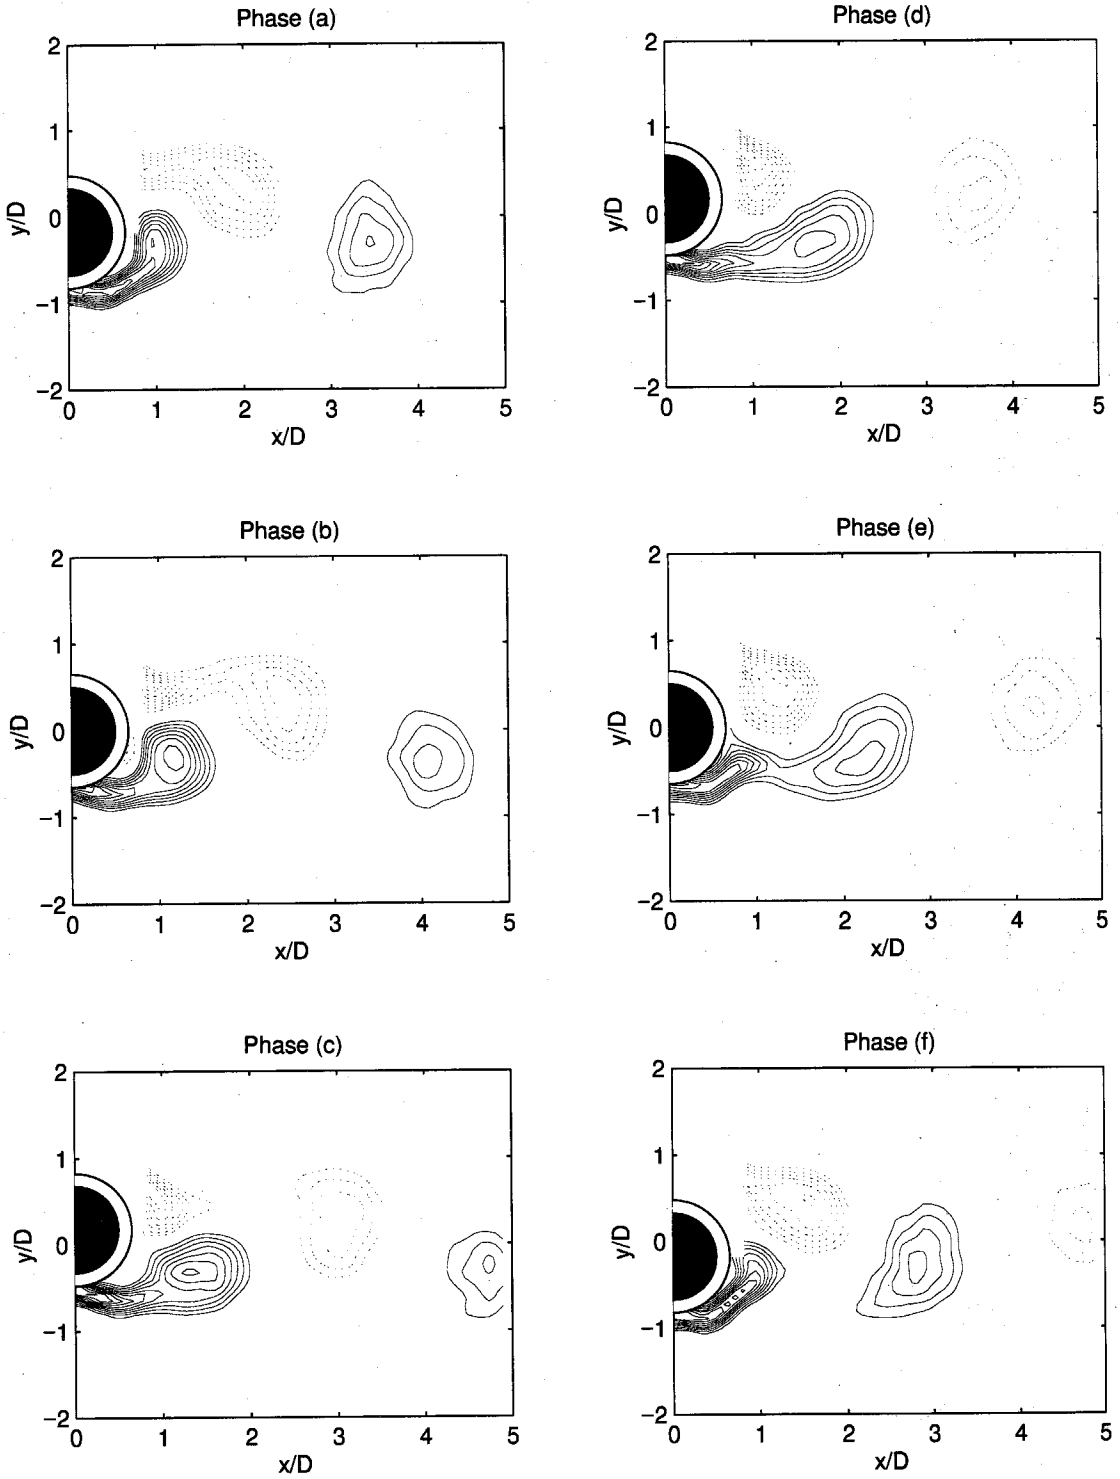 Phase (a)
2
1
0
−1
−2
y/D
0 1 2 3 4 5
x/D
Phase (d)
2
1
0
−1
−2
y/D
0 1 2 3 4 5
x/D
Phase (b)
2
1
0
−1
−2
y/D
0 1 2 3 4 5
x/D
Phase (e)
2
1
0
−1
−2
y/D
0 1 2 3 4 5
x/D
Phase (c)
2
1
0
−1
−2
y/D
0 1 2 3 4 5
x/D
Phase (f)
2
1
0
−1
−2
y/D
0 1 2 3 4 5
x/D